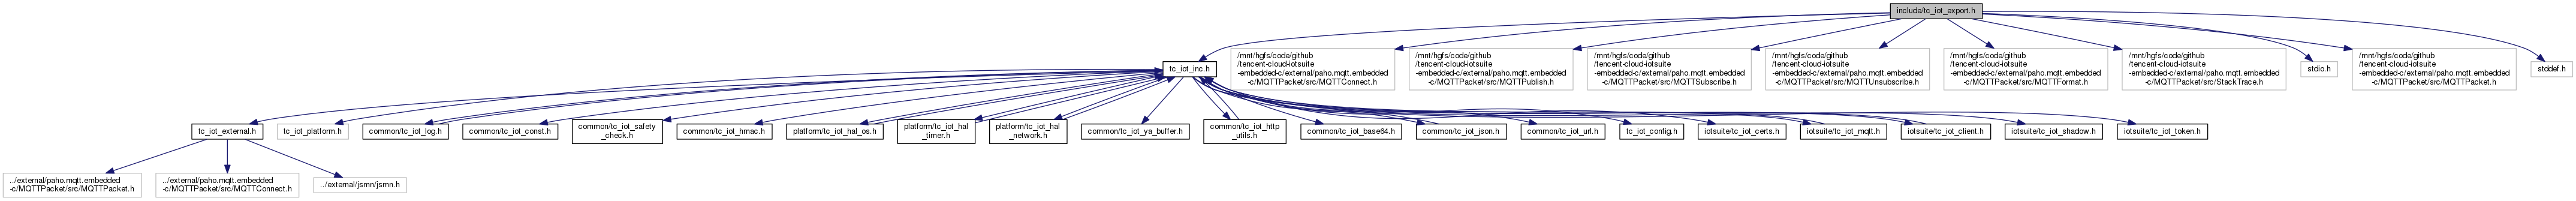 include/tc_iot_export.h
tc_iot_inc.h
/mnt/hgfs/code/github
/tencent-cloud-iotsuite
-embedded-c/external/paho.mqtt.embedded
-c/MQTTPacket/src/MQTTConnect.h
/mnt/hgfs/code/github
/tencent-cloud-iotsuite
-embedded-c/external/paho.mqtt.embedded
-c/MQTTPacket/src/MQTTPublish.h
/mnt/hgfs/code/github
/tencent-cloud-iotsuite
-embedded-c/external/paho.mqtt.embedded
-c/MQTTPacket/src/MQTTSubscribe.h
/mnt/hgfs/code/github
/tencent-cloud-iotsuite
-embedded-c/external/paho.mqtt.embedded
-c/MQTTPacket/src/MQTTUnsubscribe.h
/mnt/hgfs/code/github
/tencent-cloud-iotsuite
-embedded-c/external/paho.mqtt.embedded
-c/MQTTPacket/src/MQTTFormat.h
/mnt/hgfs/code/github
/tencent-cloud-iotsuite
-embedded-c/external/paho.mqtt.embedded
-c/MQTTPacket/src/StackTrace.h
stdio.h
/mnt/hgfs/code/github
/tencent-cloud-iotsuite
-embedded-c/external/paho.mqtt.embedded
-c/MQTTPacket/src/MQTTPacket.h
stddef.h
tc_iot_external.h
tc_iot_platform.h
common/tc_iot_log.h
common/tc_iot_const.h
common/tc_iot_safety
_check.h
common/tc_iot_hmac.h
platform/tc_iot_hal_os.h
platform/tc_iot_hal
_timer.h
platform/tc_iot_hal
_network.h
common/tc_iot_ya_buffer.h
common/tc_iot_http
_utils.h
common/tc_iot_base64.h
common/tc_iot_json.h
common/tc_iot_url.h
tc_iot_config.h
iotsuite/tc_iot_certs.h
iotsuite/tc_iot_mqtt.h
iotsuite/tc_iot_client.h
iotsuite/tc_iot_shadow.h
iotsuite/tc_iot_token.h
../external/paho.mqtt.embedded
-c/MQTTPacket/src/MQTTPacket.h
../external/paho.mqtt.embedded
-c/MQTTPacket/src/MQTTConnect.h
../external/jsmn/jsmn.h